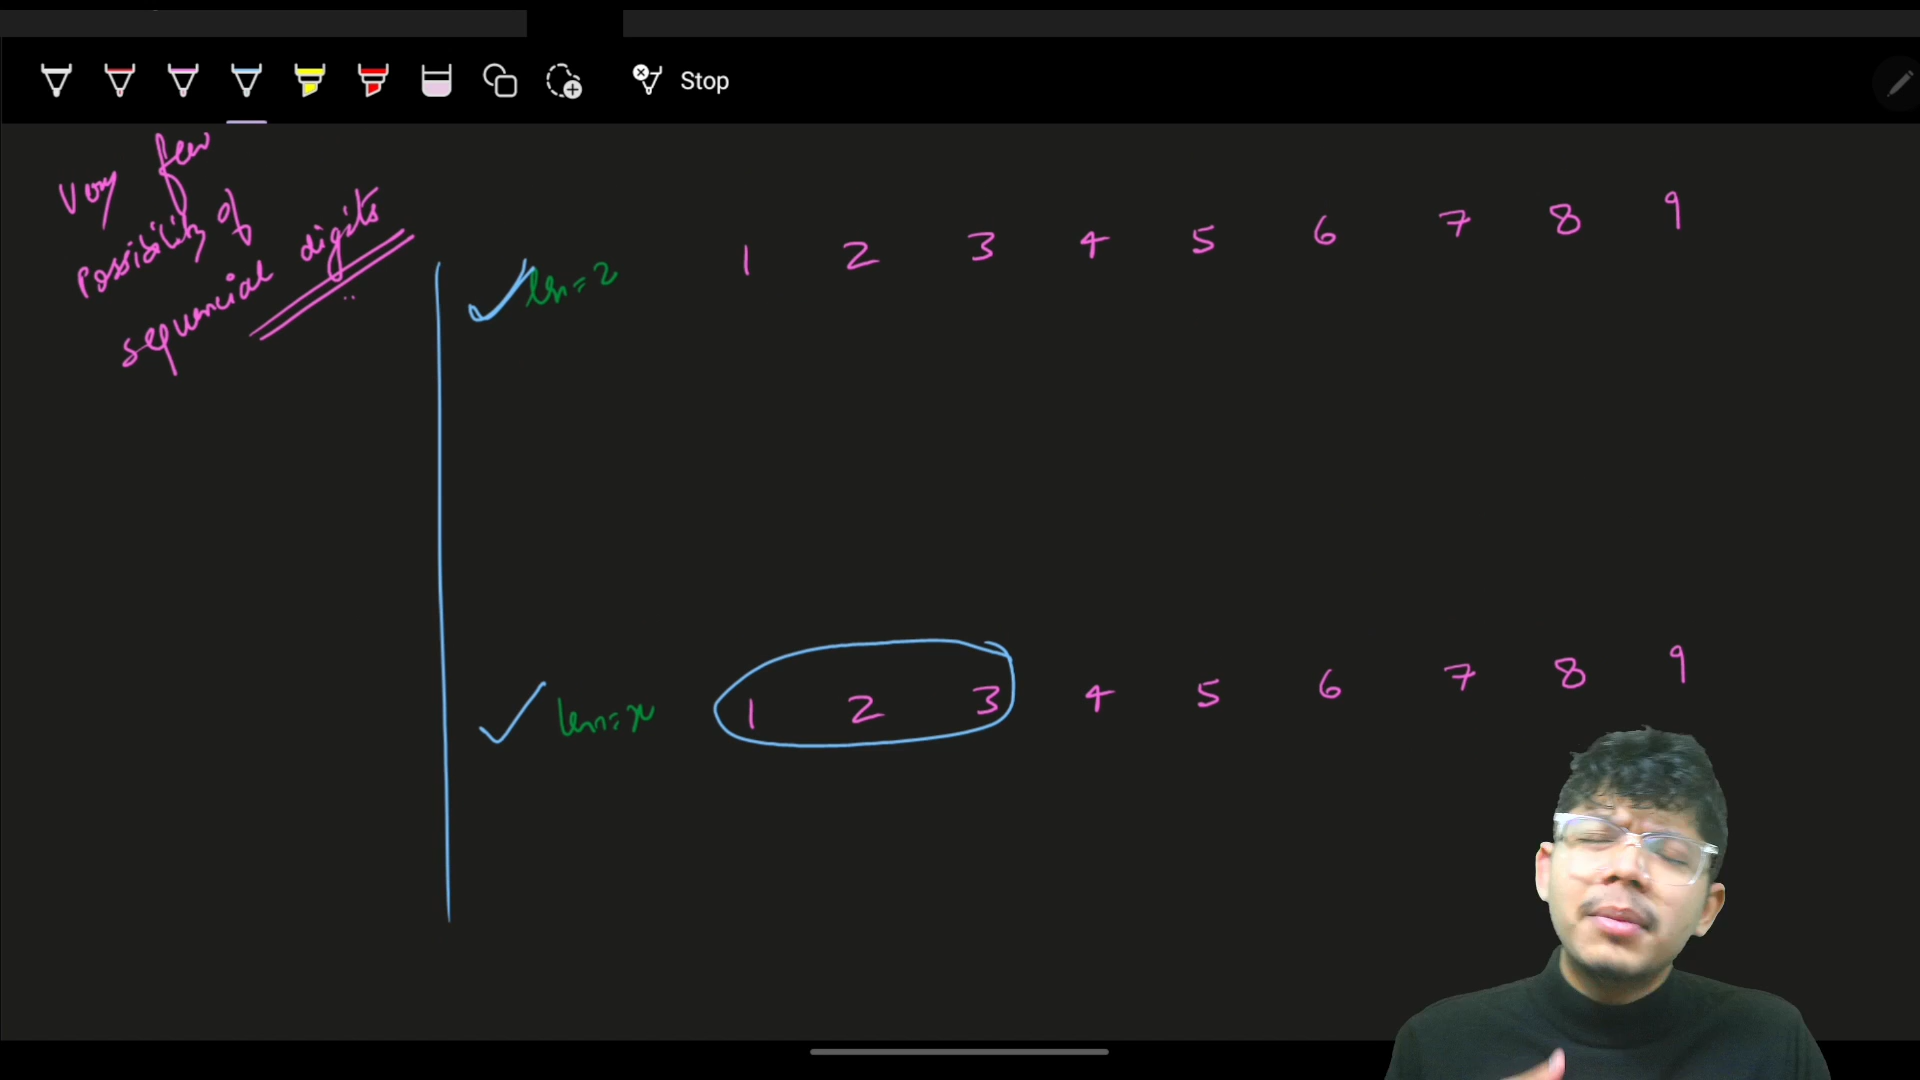 Stop
Very few
possibility of
sequencial digits
len=2 1 2 3 4 5 6 7 8 9
len=x 1 2 3 4 5 6 7 8 9